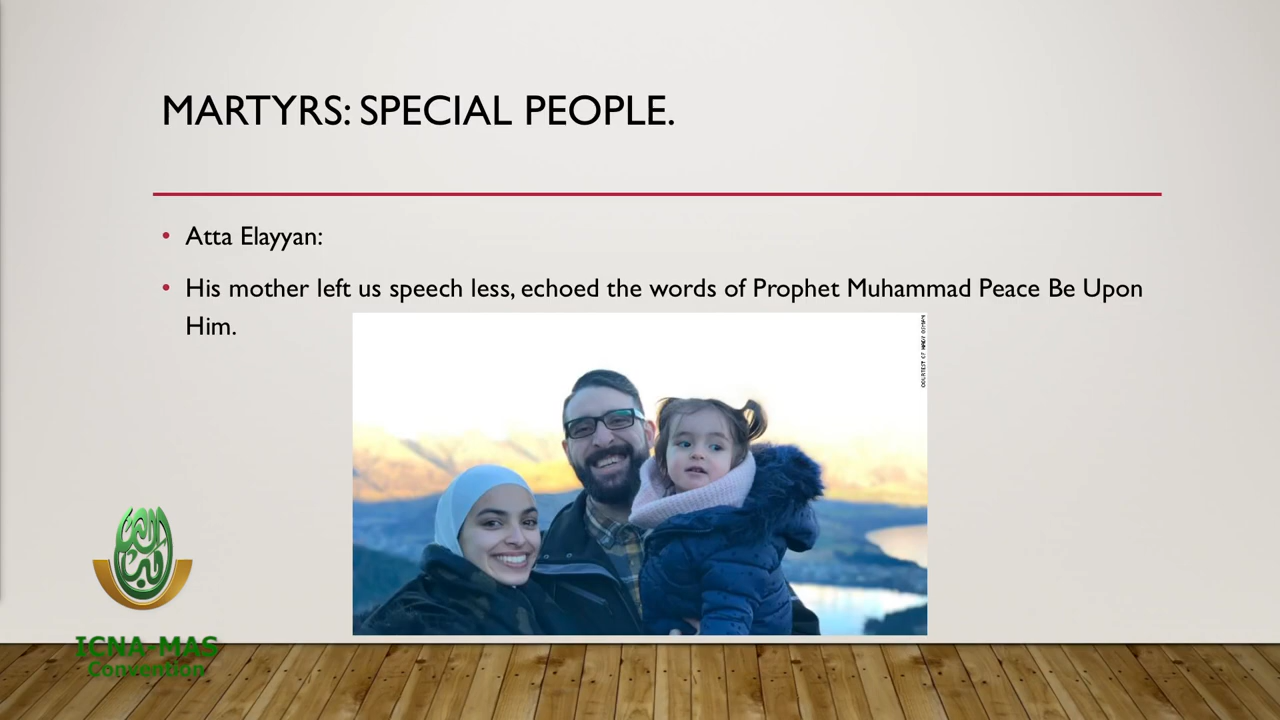 MARTYRS: SPECIAL PEOPLE.
• Atta Elayyan:
• His mother left us speech less, echoed the words of Prophet Muhammad Peace Be Upon
Him.
ICNA-MAS
Convention